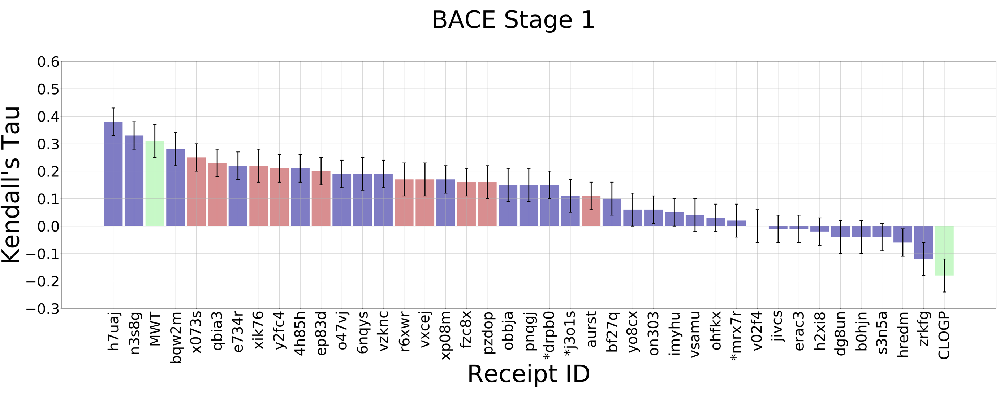 BACE Stage 1
Kendall's Tau
0.6
0.5
0.4
0.3
0.2
0.1
0.0
−0.1
−0.2
−0.3
h7uaj
n3s8g
MWT
bqw2m
x073s
qbia3
e734r
xik76
y2fc4
4h85h
ep83d
o47vj
6nqys
vzknc
r6xwr
vxcej
xp08m
fzc8x
pzdop
obbja
pnqgj
*drpb0
*j3o1s
aurst
bf27q
yo8cx
on303
imyhu
vsamu
ohfkx
*mrx7r
v02f4
jivcs
erac3
h2xi8
dg8un
b0hjn
s3n5a
hredm
zrkfg
CLOGP
Receipt ID